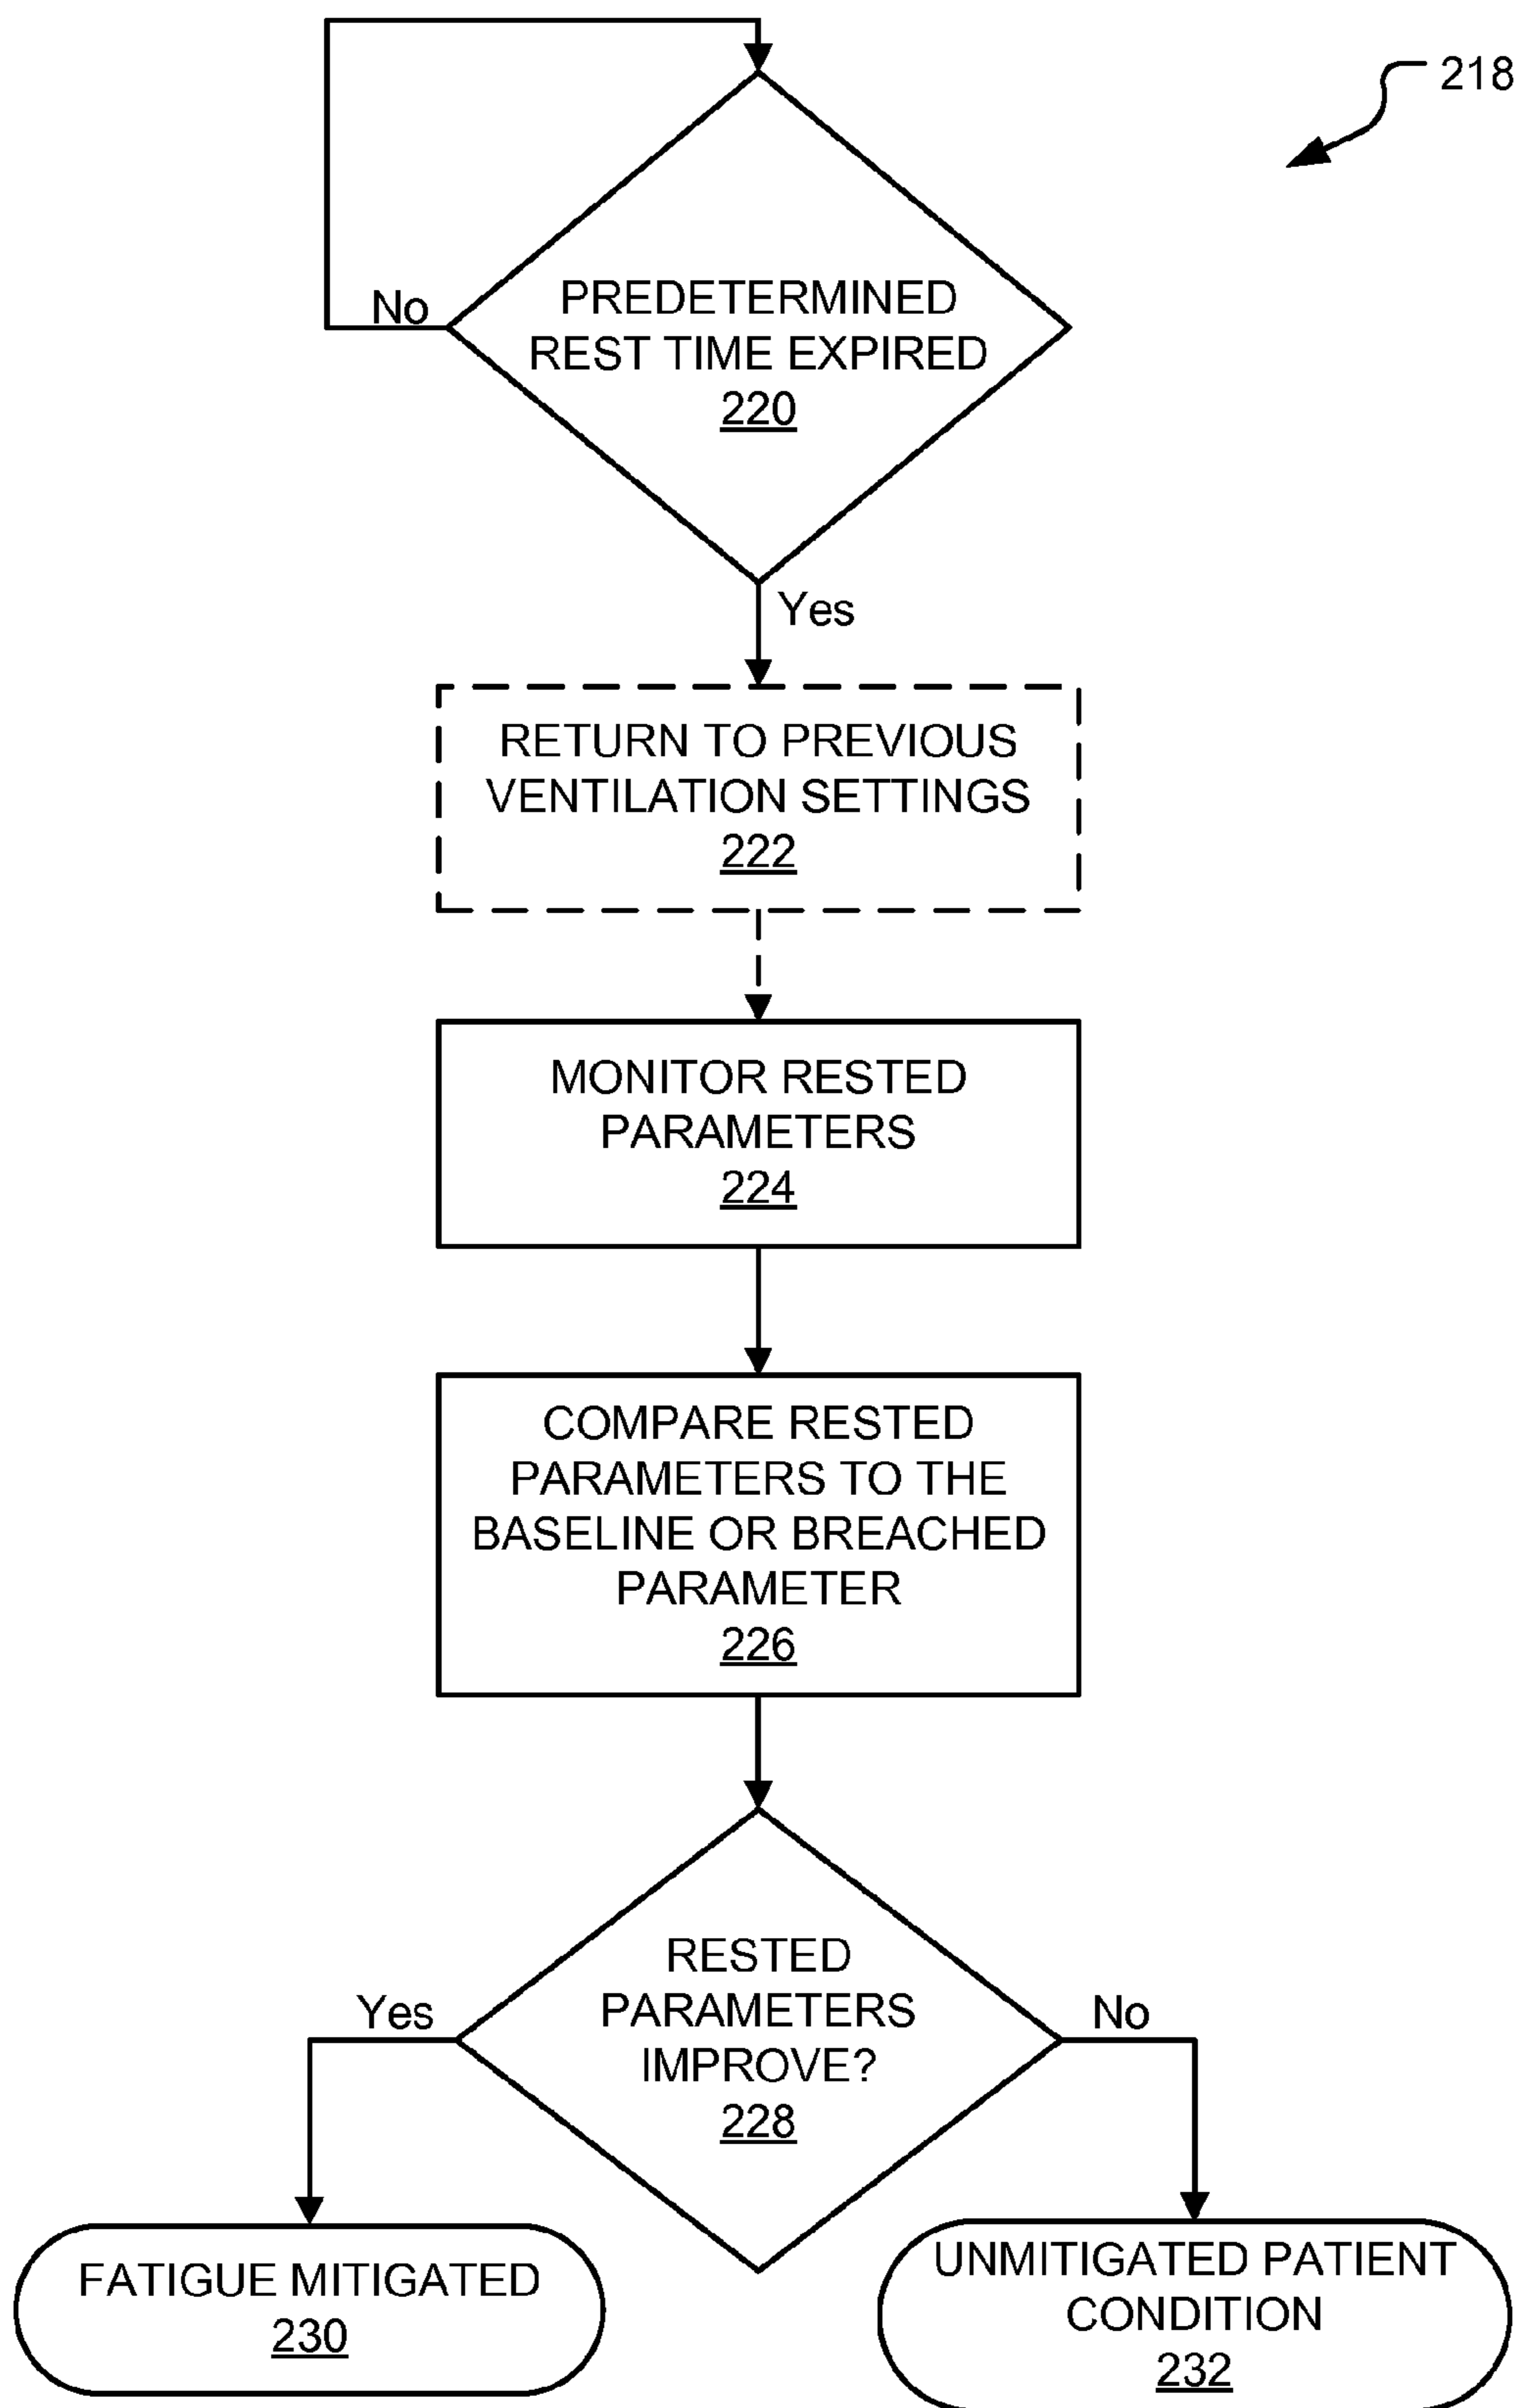 218
PREDETERMINED
REST TIME EXPIRED
220
No
Yes
RETURN TO PREVIOUS
VENTILATION SETTINGS
222
MONITOR RESTED
PARAMETERS
224
COMPARE RESTED
PARAMETERS TO THE
BASELINE OR BREACHED
PARAMETER
226
RESTED
PARAMETERS
IMPROVE?
228
Yes
No
FATIGUE MITIGATED
230
UNMITIGATED PATIENT
CONDITION
232